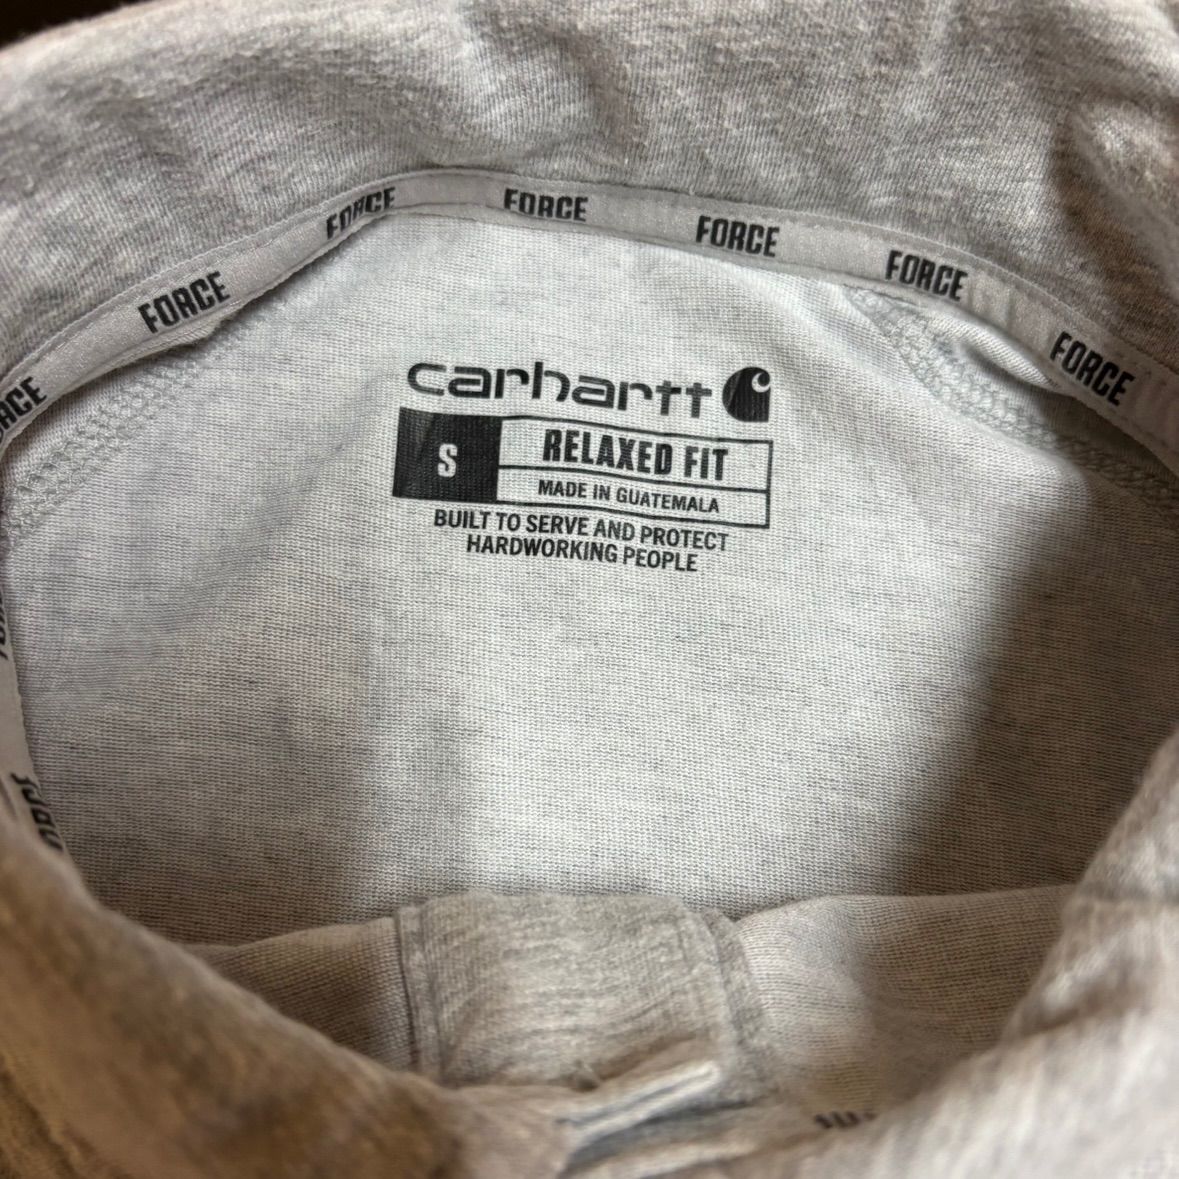 FORCE
FORCE
FORCE
FORCE
FORCE
FORCE
carhartt
S
RELAXED FIT
MADE IN GUATEMALA
BUILT TO SERVE AND PROTECT
HARDWORKING PEOPLE